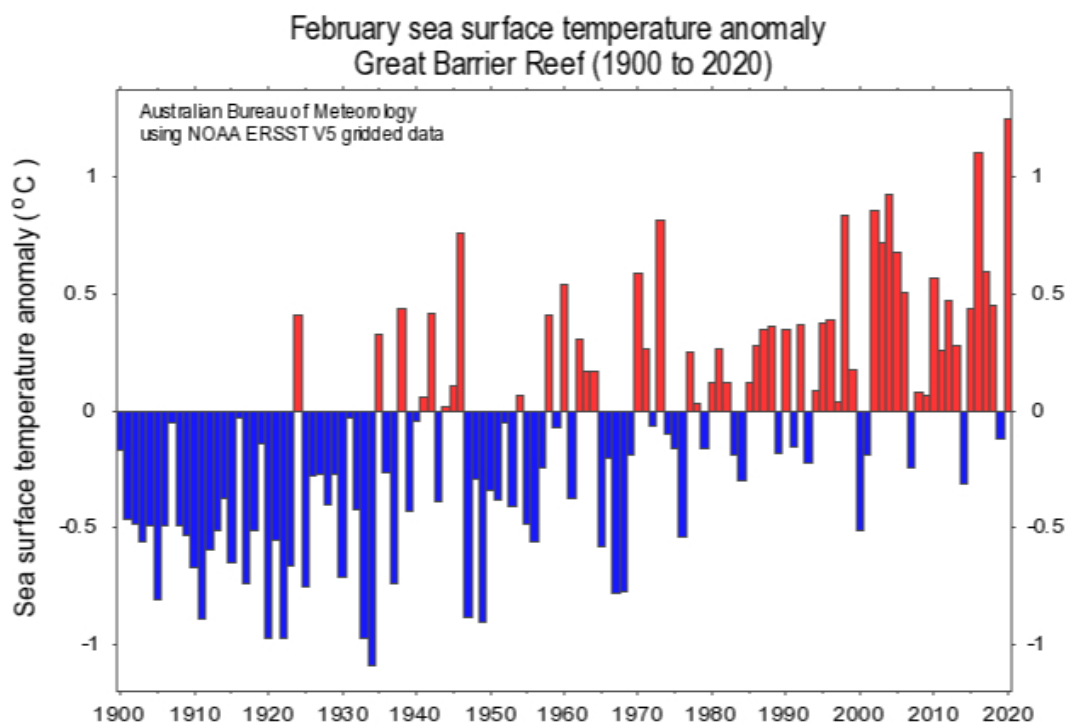 February sea surface temperature anomaly
Great Barrier Reef (1900 to 2020)
Australian Bureau of Meteorology
using NOAA ERSST V5 gridded data
Sea surface temperature anomaly (°C)
1
0.5
0
-0.5
-1
1
0.5
0
-0.5
-1
1900 1910 1920 1930 1940 1950 1960 1970 1980 1990 2000 2010 2020